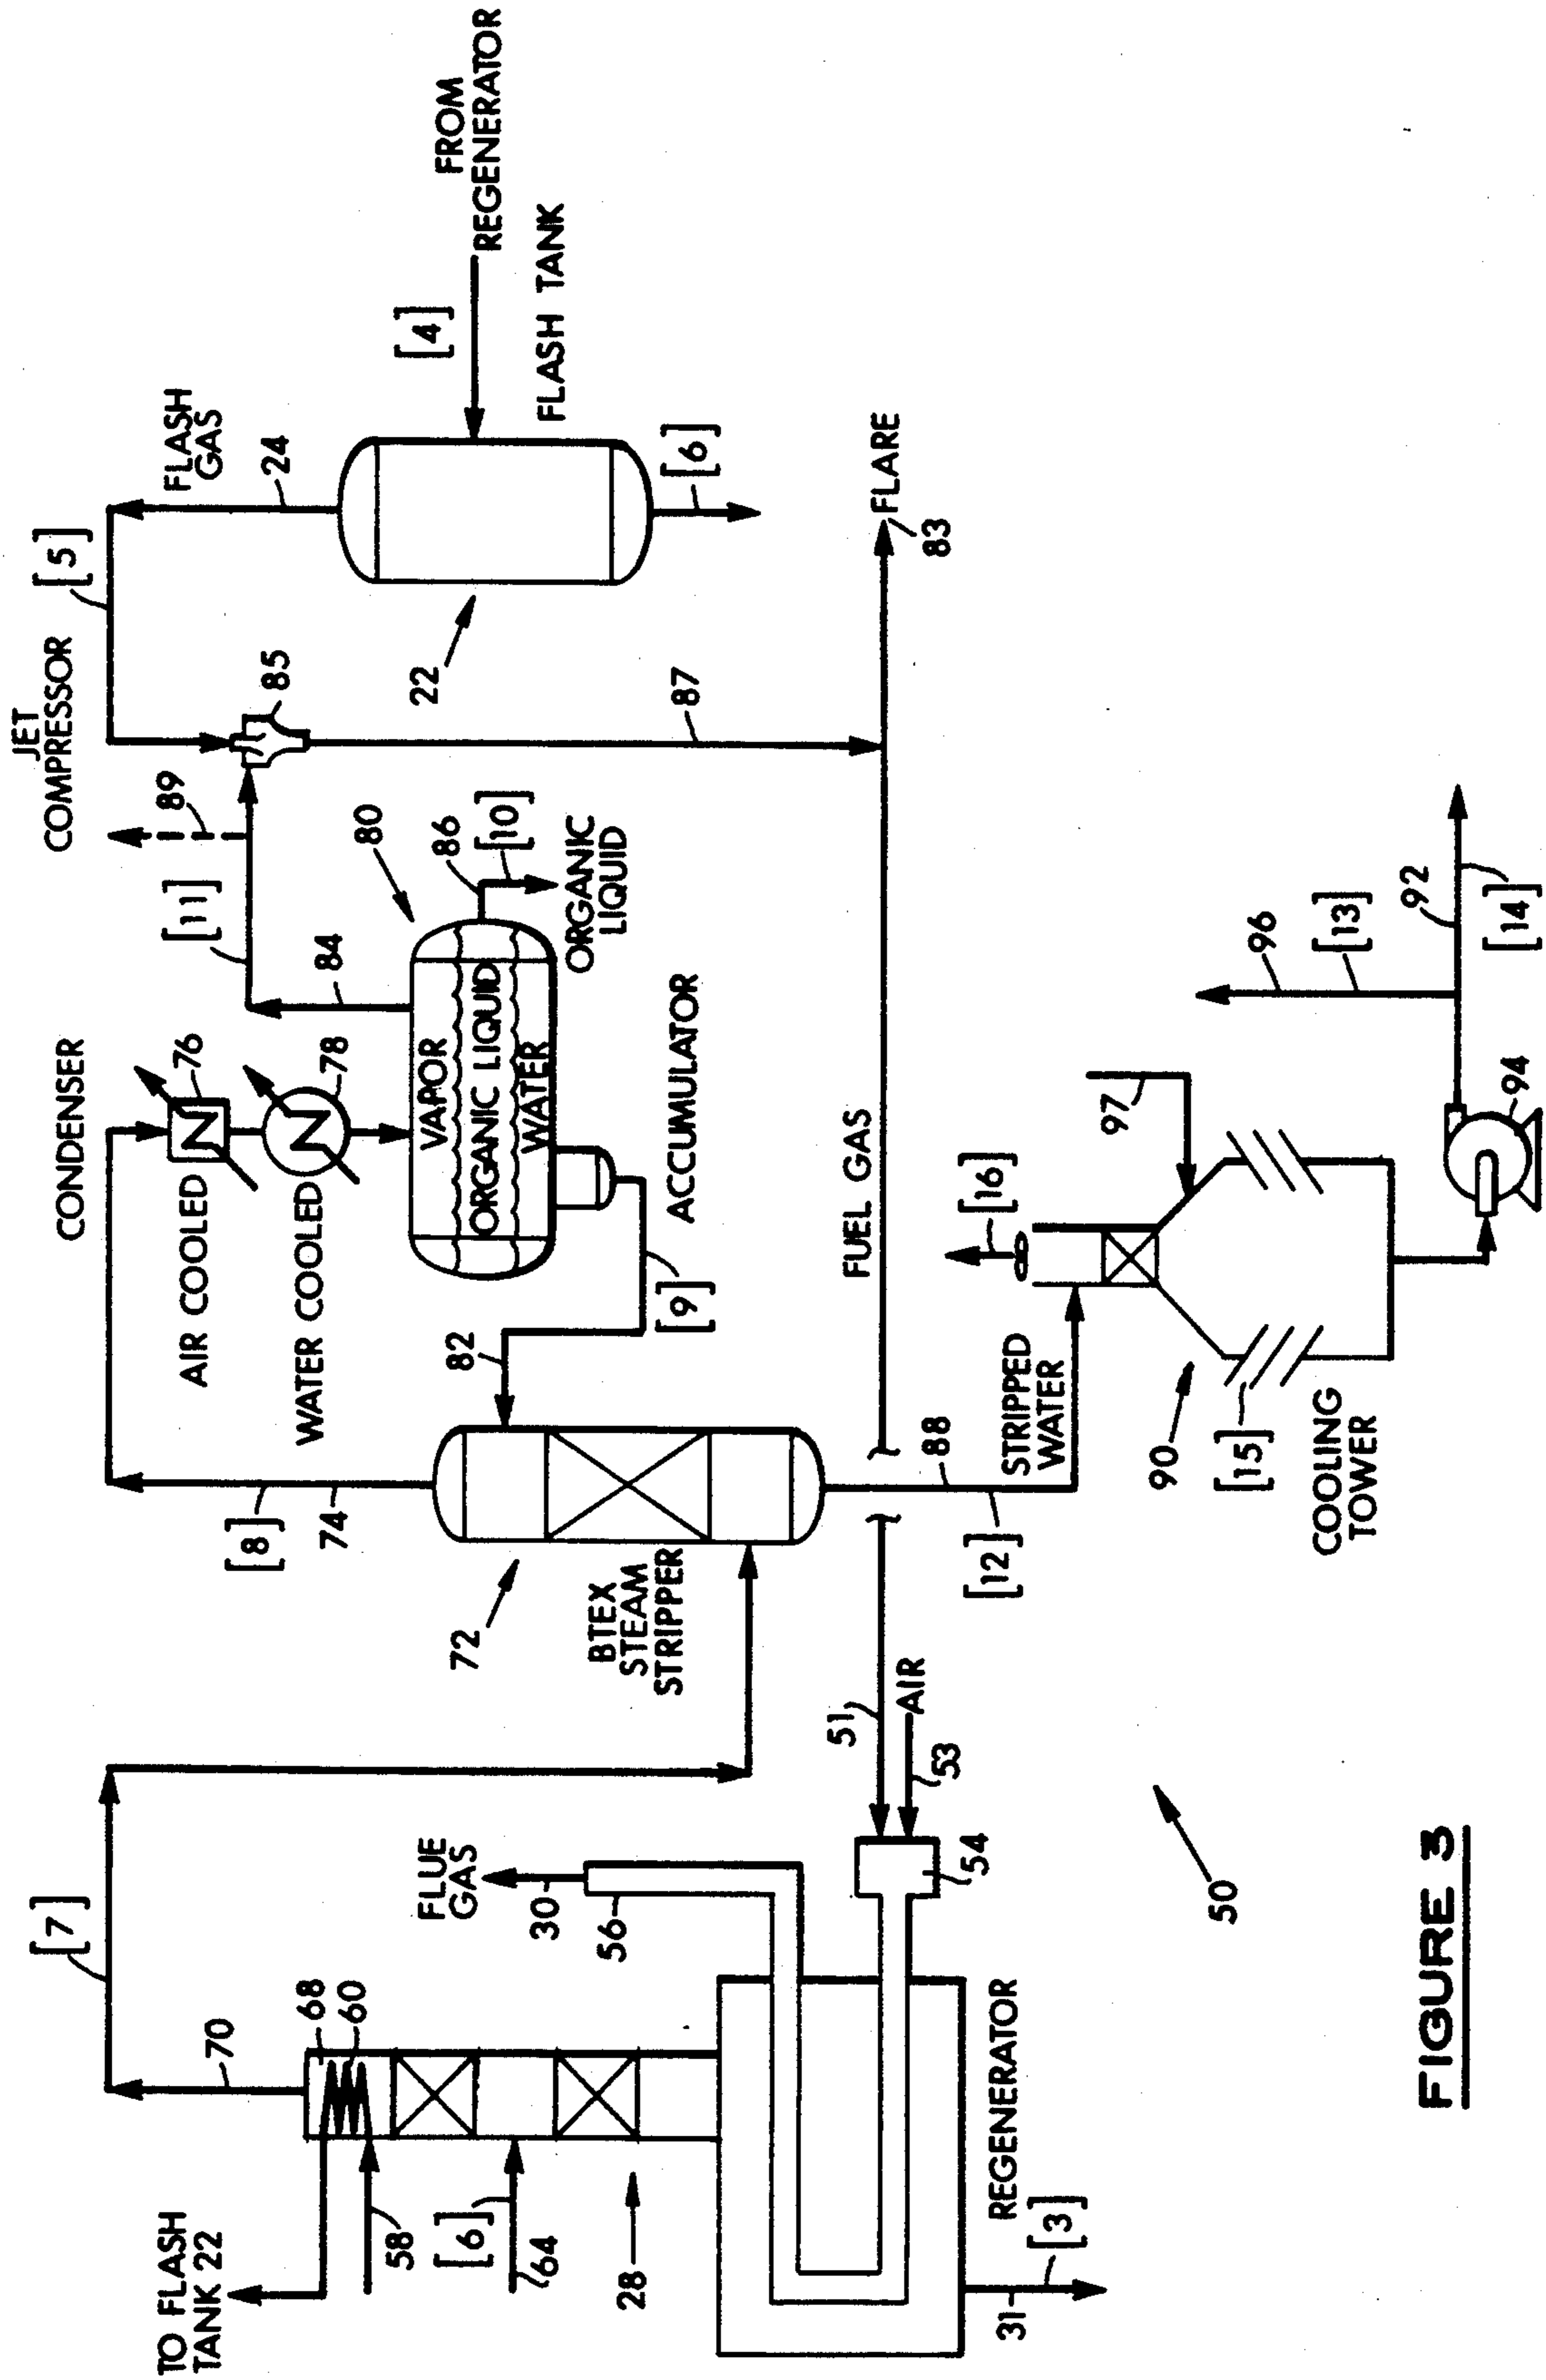 TO FLASH
TANK 22
58
[6]
64
28
31
[3]
REGENERATOR
70
68
60
[7]
FLUE
GAS
30
56
54
51
AIR
53
50
[8]
74
72
BTEX
STEAM
STRIPPER
82
[9]
88
[12]
STRIPPED
WATER
CONDENSER
AIR COOLED
76
WATER COOLED
78
VAPOR
ORGANIC LIQUID
WATER
ACCUMULATOR
80
84
[11]
86
[10]
ORGANIC
LIQUID
89
JET
COMPRESSOR
85
87
[5]
FLASH
GAS
24
22
FLASH TANK
[4]
FROM
REGENERATOR
[6]
FUEL GAS
FLARE
83
90
[15]
COOLING
TOWER
[16]
97
94
96
[13]
92
[14]
FIGURE 3